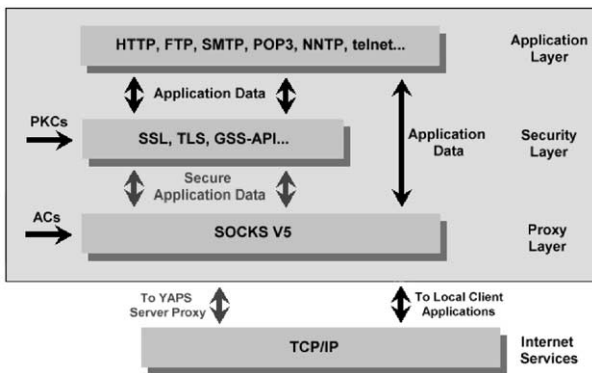 HTTP, FTP, SMTP, POP3, NNTP, telnet...
Application
Layer
Application Data
PKCs
SSL, TLS, GSS-API...
Application
Data
Security
Layer
Secure
Application Data
ACs
SOCKS V5
Proxy
Layer
To YAPS
Server Proxy
To Local Client
Applications
TCP/IP
Internet
Services